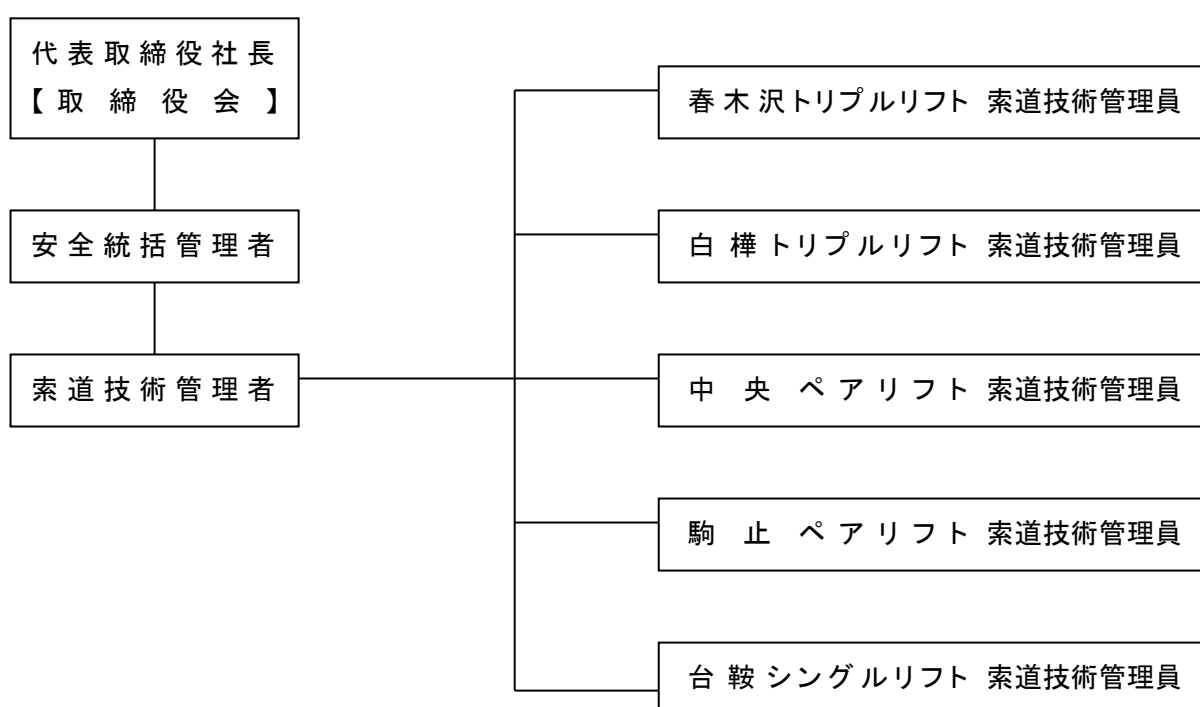 代表取締役社長
【取締役会】
安全統括管理者
索道技術管理者
春木沢トリプルリフト 索道技術管理員
白樺トリプルリフト 索道技術管理員
中央ペアリフト 索道技術管理員
駒止ペアリフト 索道技術管理員
台鞍シングルリフト 索道技術管理員